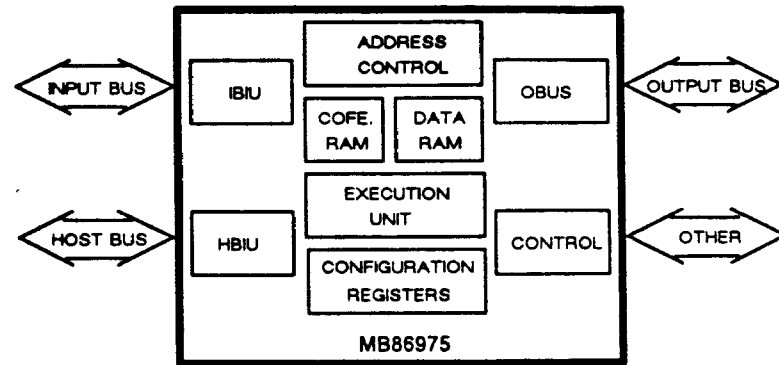 ADDRESS
CONTROL
INPUT BUS
IBIU
OBUS
OUTPUT BUS
COFE.
RAM
DATA
RAM
EXECUTION
UNIT
HOST BUS
HBIU
CONTROL
OTHER
CONFIGURATION
REGISTERS
MB86975